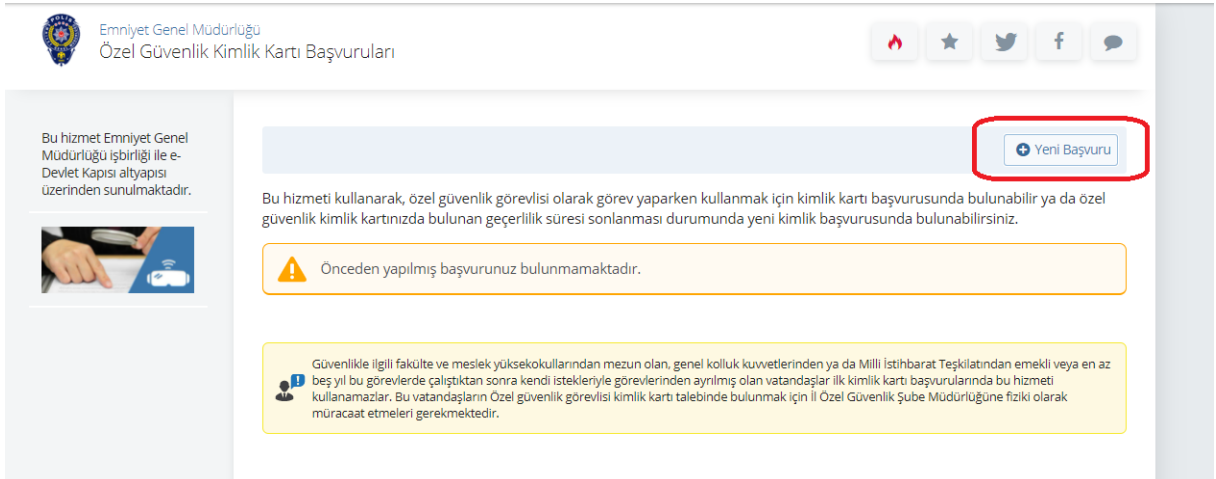 Emniyet Genel Müdürlüğü
Özel Güvenlik Kimlik Kartı Başvuruları
Bu hizmet Emniyet Genel
Müdürlüğü işbirliği ile e-
Devlet Kapısı altyapısı
üzerinden sunulmaktadır.
Yeni Başvuru
Bu hizmeti kullanarak, özel güvenlik görevlisi olarak görev yaparken kullanmak için kimlik kartı başvurusunda bulunabilir ya da özel
güvenlik kimlik kartınızda bulunan geçerlilik süresi sonlanması durumunda yeni kimlik başvurusunda bulunabilirsiniz.
Önceden yapılmış başvurunuz bulunmamaktadır.
Güvenlikle ilgili fakülte ve meslek yüksekokullarından mezun olan, genel kolluk kuvvetlerinden ya da Milli İstihbarat Teşkilatından emekli veya en az
beş yıl bu görevlerde çalıştıktan sonra kendi istekleriyle görevlerinden ayrılmış olan vatandaşlar ilk kimlik kartı başvurularında bu hizmeti
kullanamazlar. Bu vatandaşların Özel güvenlik görevlisi kimlik kartı talebinde bulunmak için İl Özel Güvenlik Şube Müdürlüğüne fiziki olarak
müracaat etmeleri gerekmektedir.